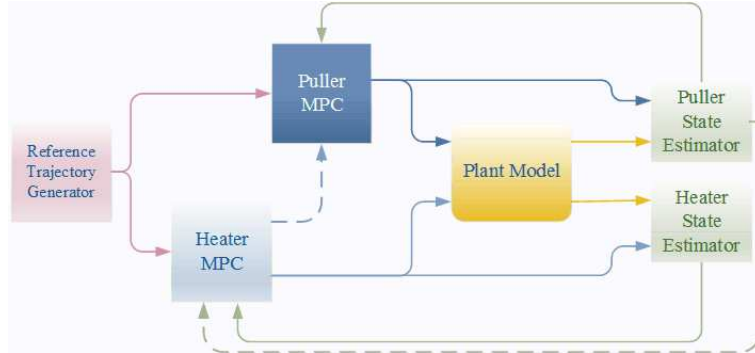 Puller
MPC
Puller
State
Estimator
Reference
Trajectory
Generator
Plant Model
Heater
MPC
Heater
State
Estimator